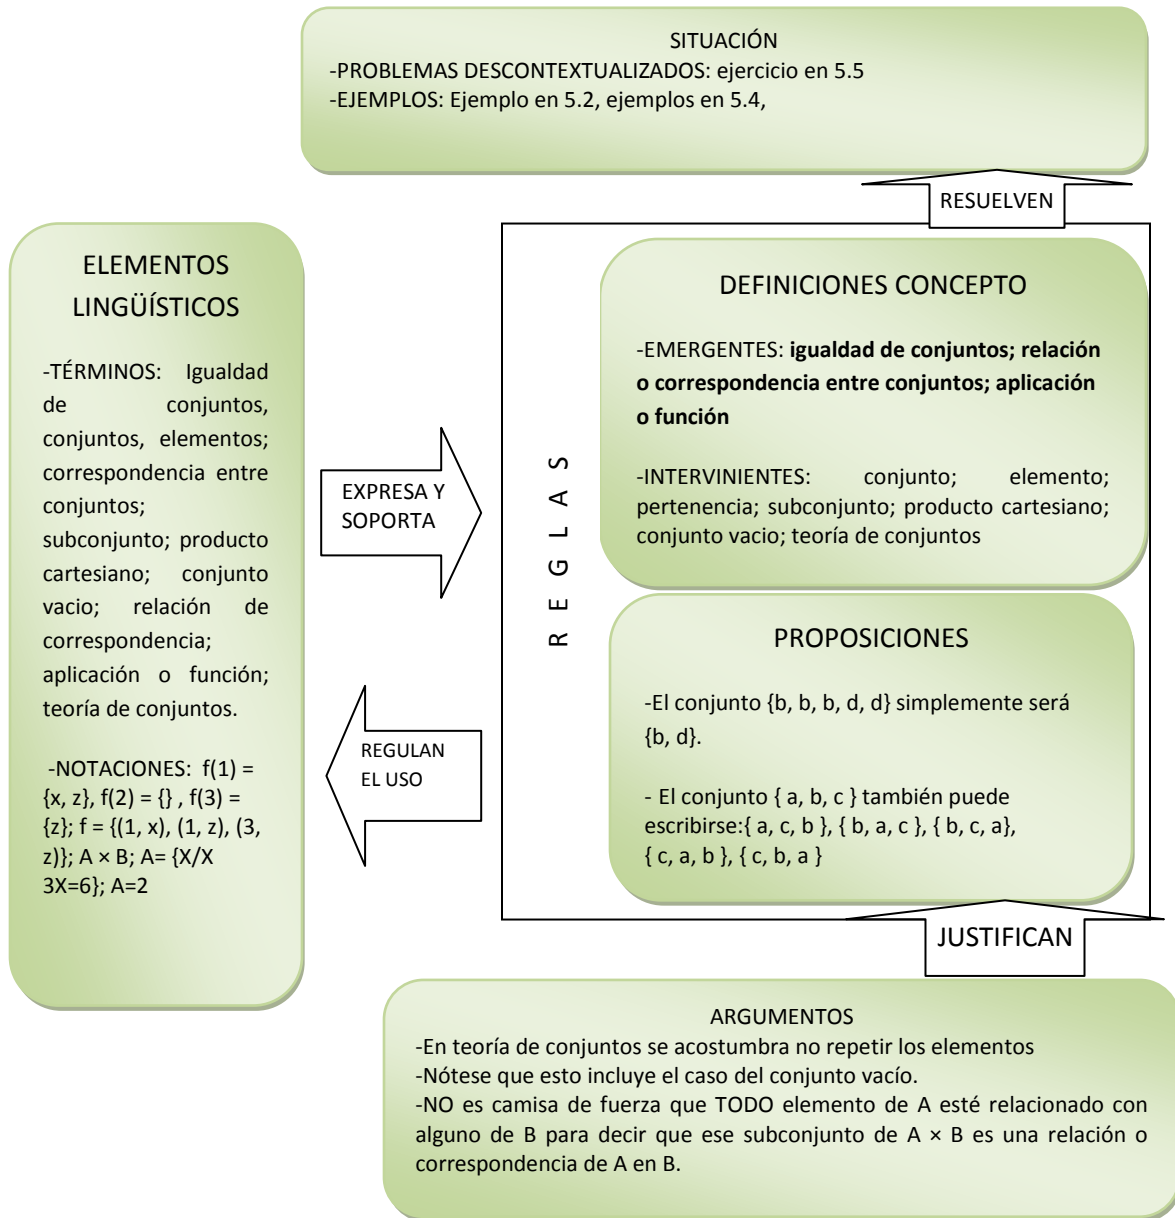 SITUACIÓN
-PROBLEMAS DESCONTEXTUALIZADOS: ejercicio en 5.5
-EJEMPLOS: Ejemplo en 5.2, ejemplos en 5.4,
RESUELVEN
ELEMENTOS
LINGÜÍSTICOS
-TÉRMINOS: Igualdad
de conjuntos,
conjuntos, elementos;
correspondencia entre
conjuntos;
subconjunto; producto
cartesiano; conjunto
vacio; relación de
correspondencia;
aplicación o función;
teoría de conjuntos.
-NOTACIONES: f(1) =
{x, z}, f(2) = {} , f(3) =
{z}; f = {(1, x), (1, z), (3,
z)}; A × B; A= {X/X
3X=6}; A=2
EXPRESA Y
SOPORTA
REGULAN
EL USO
REGLAS
DEFINICIONES CONCEPTO
-EMERGENTES: igualdad de conjuntos; relación
o correspondencia entre conjuntos; aplicación
o función
-INTERVINIENTES: conjunto; elemento;
pertenencia; subconjunto; producto cartesiano;
conjunto vacio; teoría de conjuntos
PROPOSICIONES
-El conjunto {b, b, b, d, d} simplemente será
{b, d}.
- El conjunto { a, b, c } también puede
escribirse:{ a, c, b }, { b, a, c }, { b, c, a},
{ c, a, b }, { c, b, a }
JUSTIFICAN
ARGUMENTOS
-En teoría de conjuntos se acostumbra no repetir los elementos
-Nótese que esto incluye el caso del conjunto vacío.
-NO es camisa de fuerza que TODO elemento de A esté relacionado con
alguno de B para decir que ese subconjunto de A × B es una relación o
correspondencia de A en B.